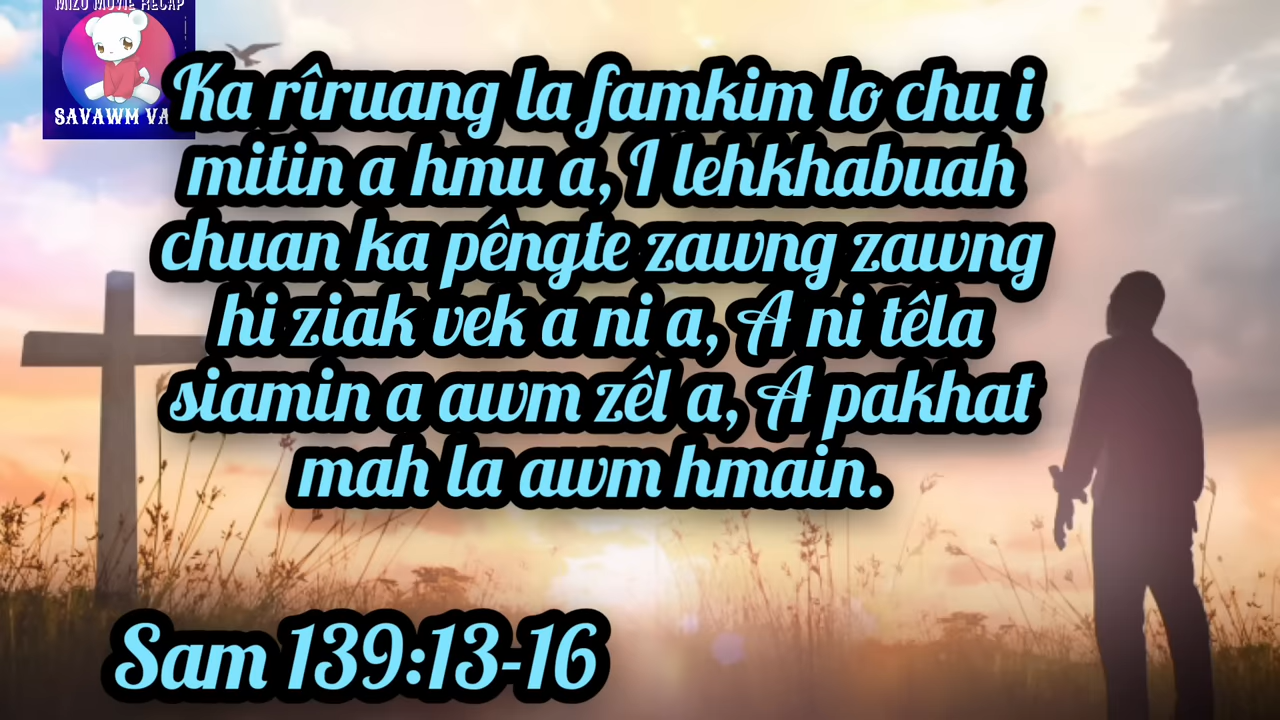 MIZO MOVIE RECAP
SAVAWM VA
Ka rîruang la famkim lo chu i
mitin a hmu a, I lehkhabuah
chuan ka pêngte zawng zawng
hi ziak vek a ni a, A ni têla
siamin a awm zêl a, A pakhat
mah la awm hmain.
Sam 139:13-16